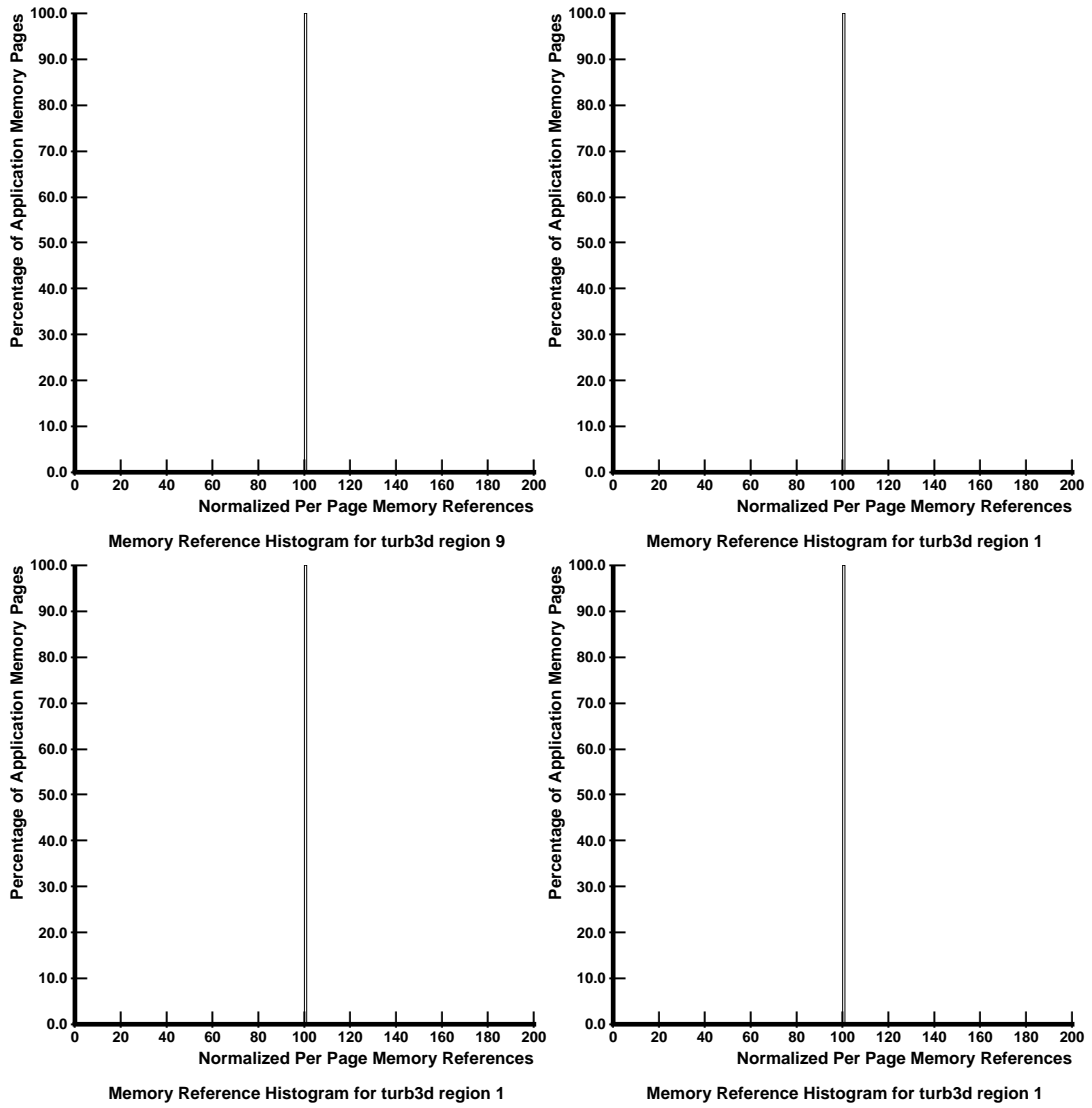 Percentage of Application Memory Pages
100.0
90.0
80.0
70.0
60.0
50.0
40.0
30.0
20.0
10.0
0.0
0 20 40 60 80 100 120 140 160 180 200
Normalized Per Page Memory References
Memory Reference Histogram for turb3d region 9
Percentage of Application Memory Pages
100.0
90.0
80.0
70.0
60.0
50.0
40.0
30.0
20.0
10.0
0.0
0 20 40 60 80 100 120 140 160 180 200
Normalized Per Page Memory References
Memory Reference Histogram for turb3d region 1
Percentage of Application Memory Pages
100.0
90.0
80.0
70.0
60.0
50.0
40.0
30.0
20.0
10.0
0.0
0 20 40 60 80 100 120 140 160 180 200
Normalized Per Page Memory References
Memory Reference Histogram for turb3d region 1
Percentage of Application Memory Pages
100.0
90.0
80.0
70.0
60.0
50.0
40.0
30.0
20.0
10.0
0.0
0 20 40 60 80 100 120 140 160 180 200
Normalized Per Page Memory References
Memory Reference Histogram for turb3d region 1